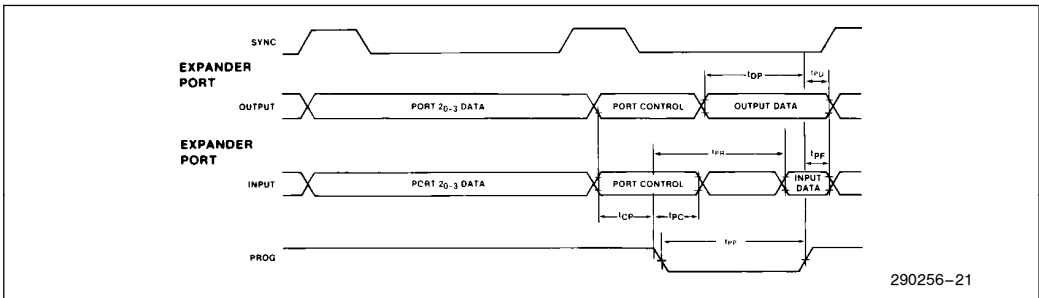 SYNC
EXPANDER
PORT
tDP
tPD
OUTPUT
PORT 20-3 DATA
PORT CONTROL
OUTPUT DATA
EXPANDER
PORT
tPR
tPF
INPUT
PORT 20-3 DATA
PORT CONTROL
INPUT
DATA
tCP
tPC
tPP
PROG
290256-21